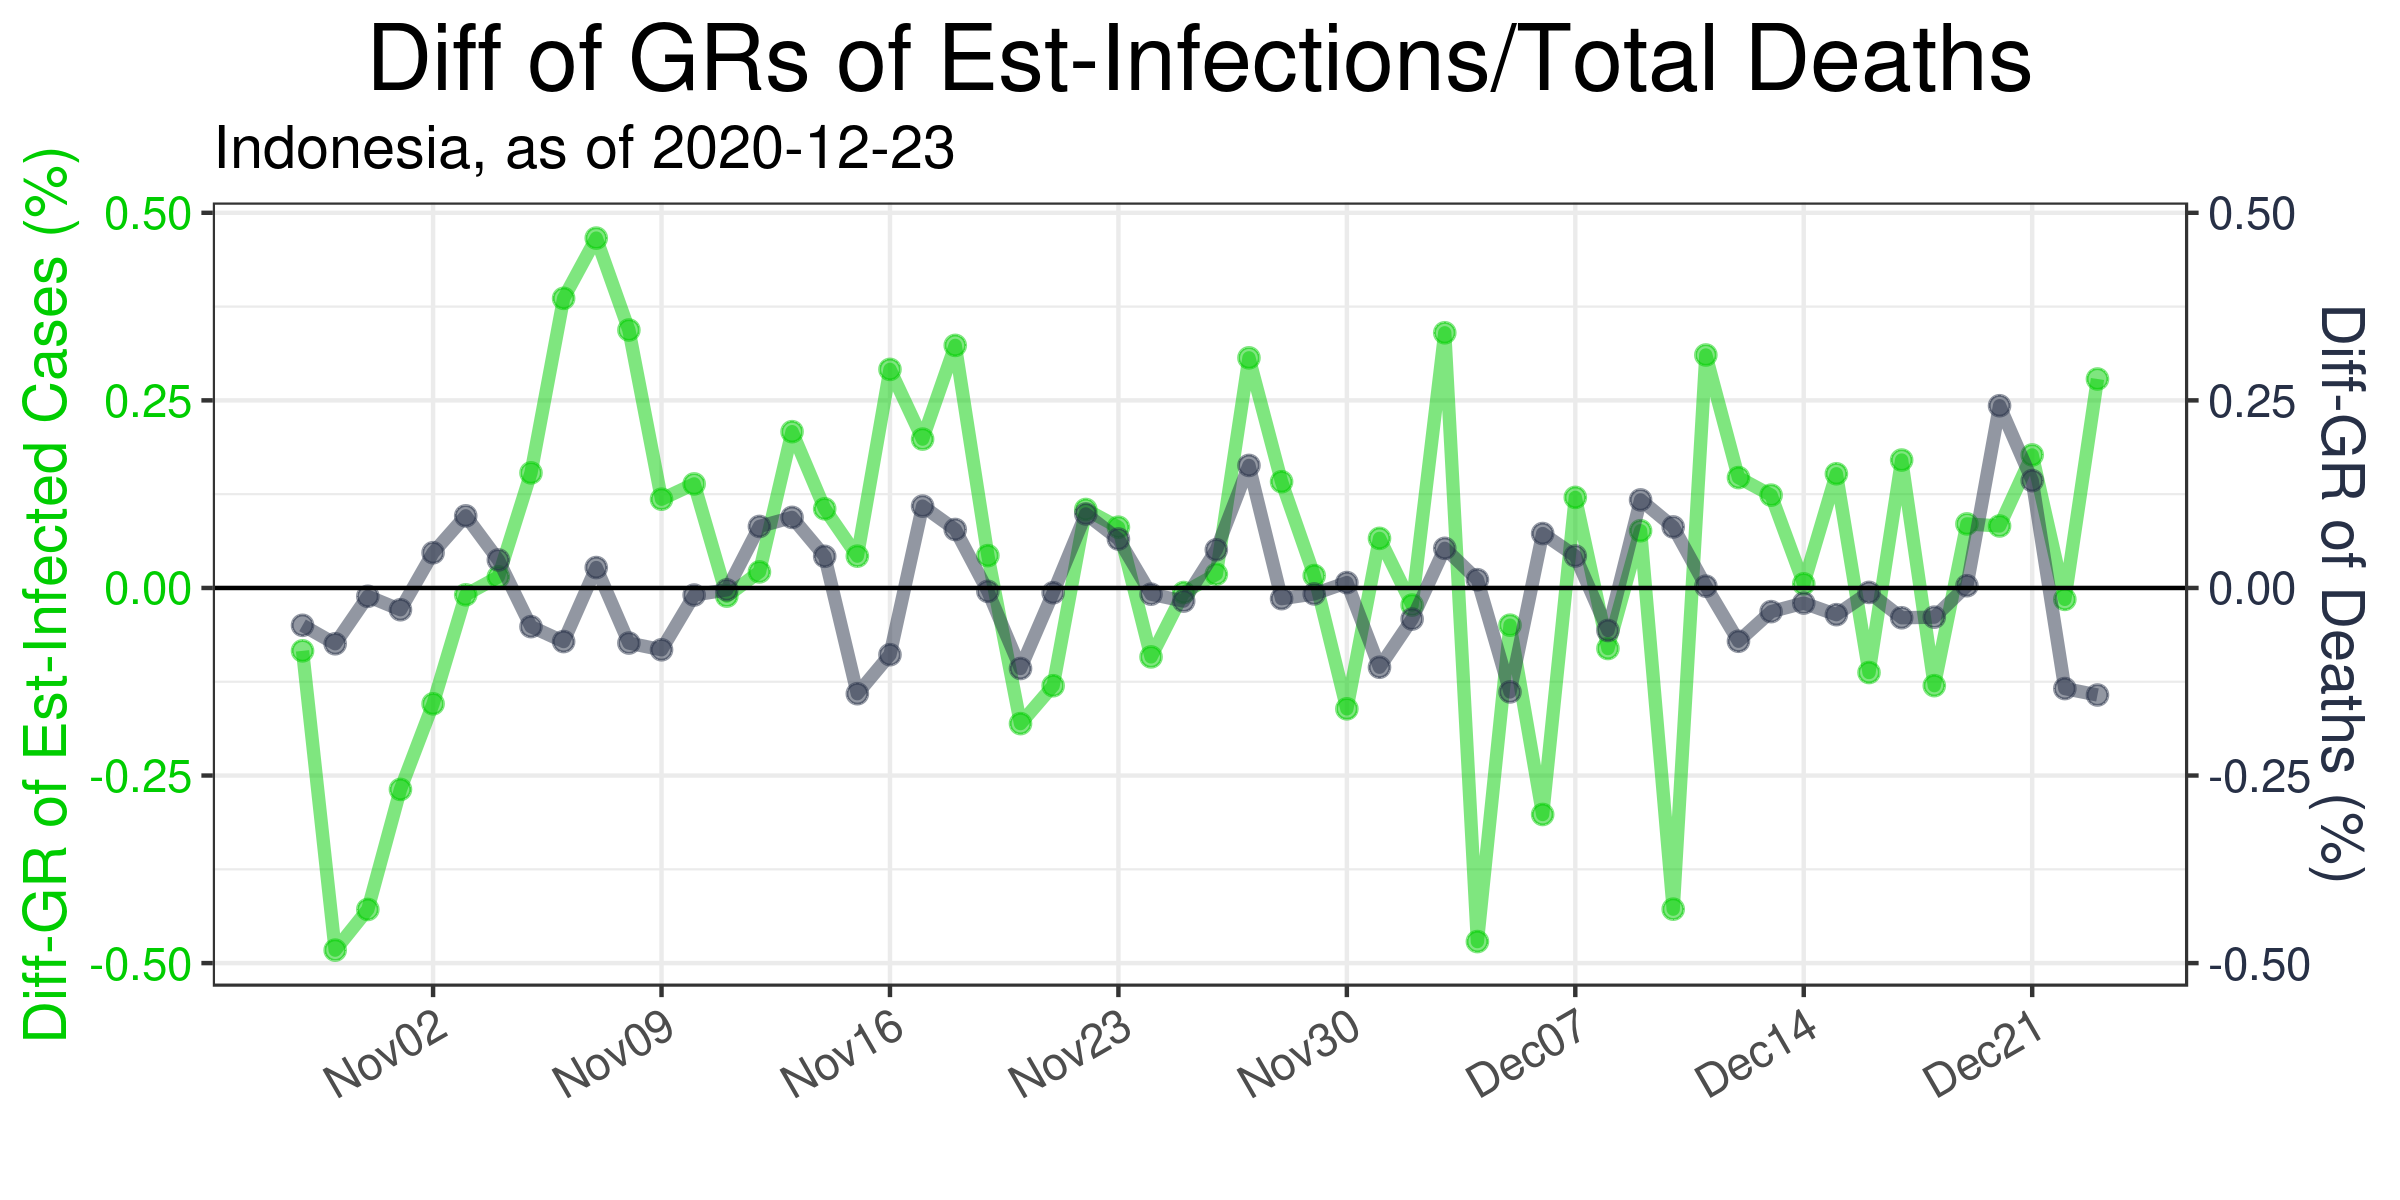 Diff of GRs of Est-Infections/Total Deaths
Indonesia, as of 2020-12-23
Diff-GR of Est-Infected Cases (%)
0.50
0.25
0.00
-0.25
-0.50
0.50
0.25
0.00
-0.25
-0.50
Diff-GR of Deaths (%)
Nov02
Nov09
Nov16
Nov23
Nov30
Dec07
Dec14
Dec21